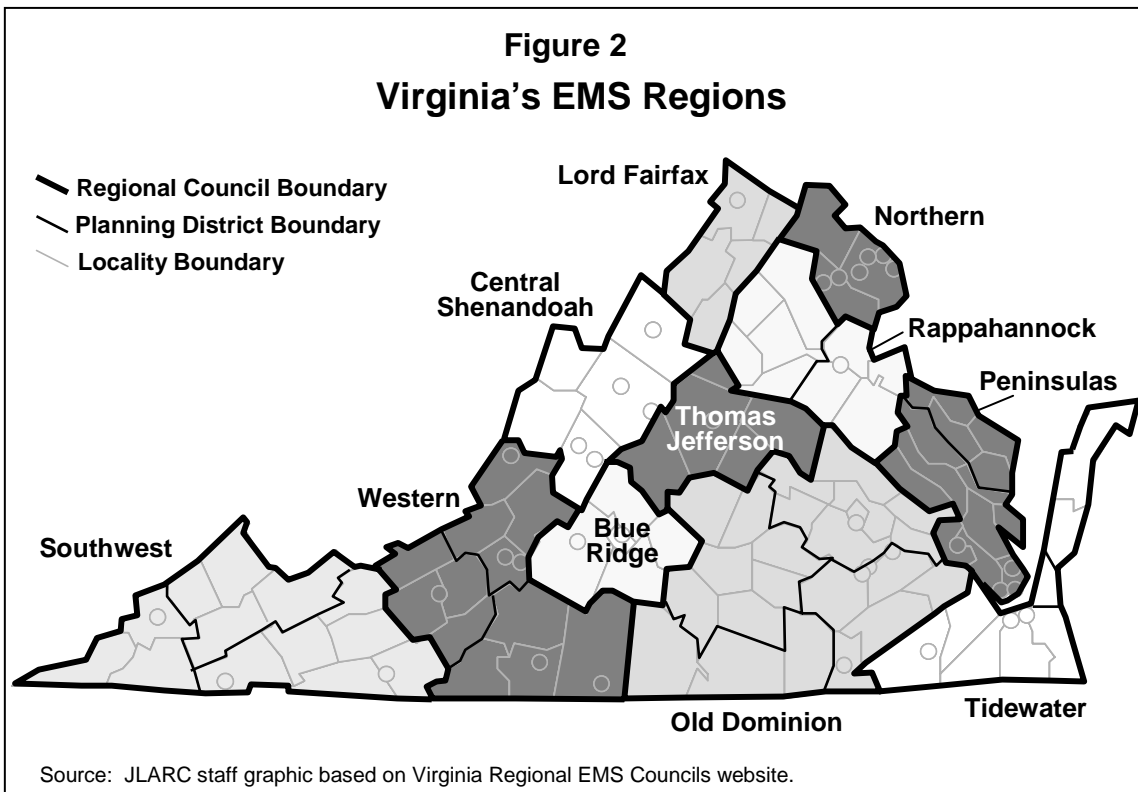 Figure 2
Virginia's EMS Regions
Regional Council Boundary
Planning District Boundary
Locality Boundary
Lord Fairfax
Northern
Central
Shenandoah
Rappahannock
Peninsulas
Thomas
Jefferson
Western
Blue
Ridge
Southwest
Old Dominion
Tidewater
Source:  JLARC staff graphic based on Virginia Regional EMS Councils website.